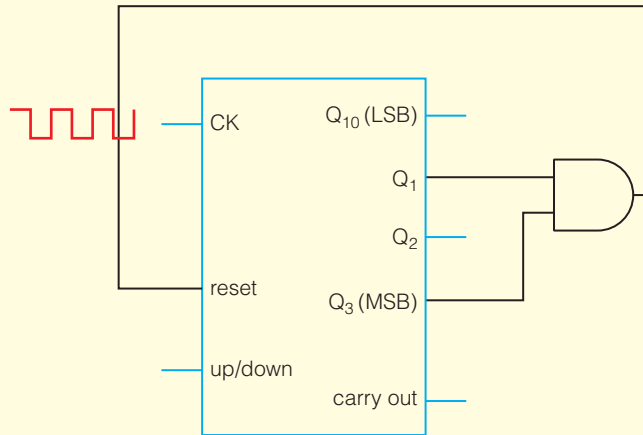 CK
Q₁₀ (LSB)
Q₁
Q₂
reset
Q₃ (MSB)
up/down
carry out